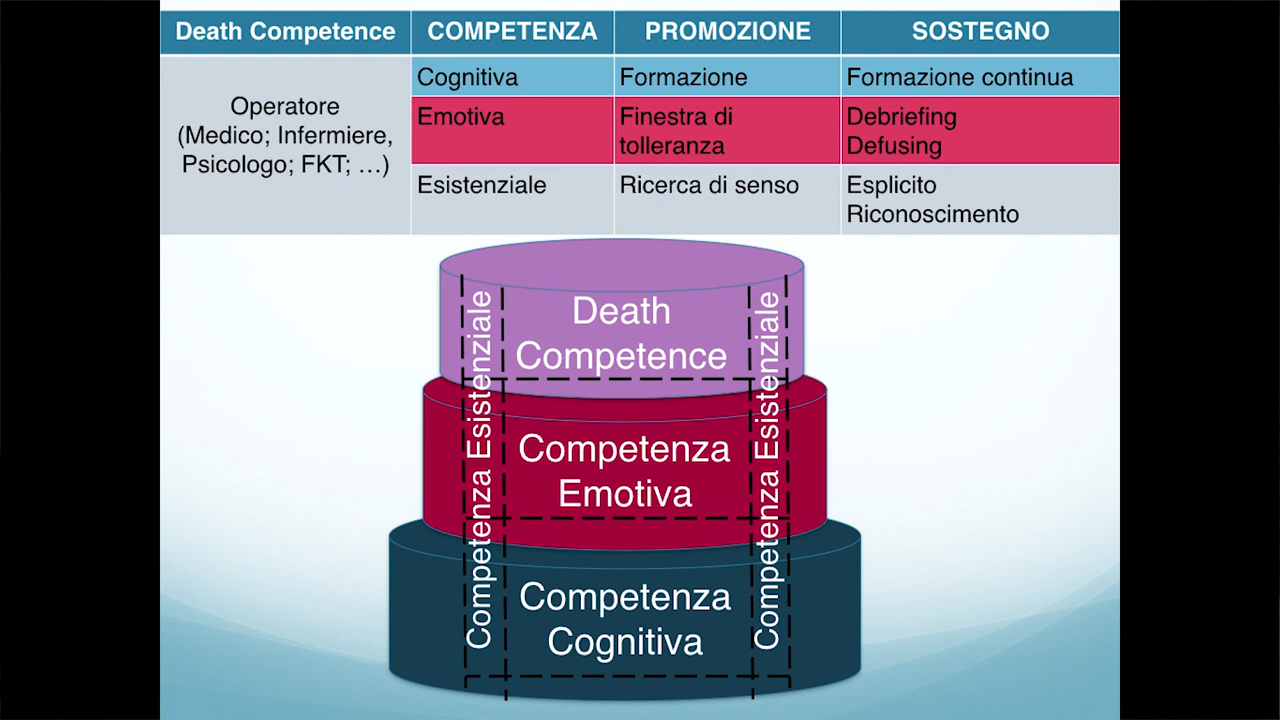 Death Competence COMPETENZA PROMOZIONE SOSTEGNO
Operatore
(Medico; Infermiere,
Psicologo; FKT; …)
Cognitiva Formazione Formazione continua
Emotiva Finestra di Debriefing
tolleranza Defusing
Esistenziale Ricerca di senso Esplicito
Riconoscimento
Death
Competence
Competenza
Emotiva
Competenza
Cognitiva
Competenza Esistenziale
Competenza Esistenziale